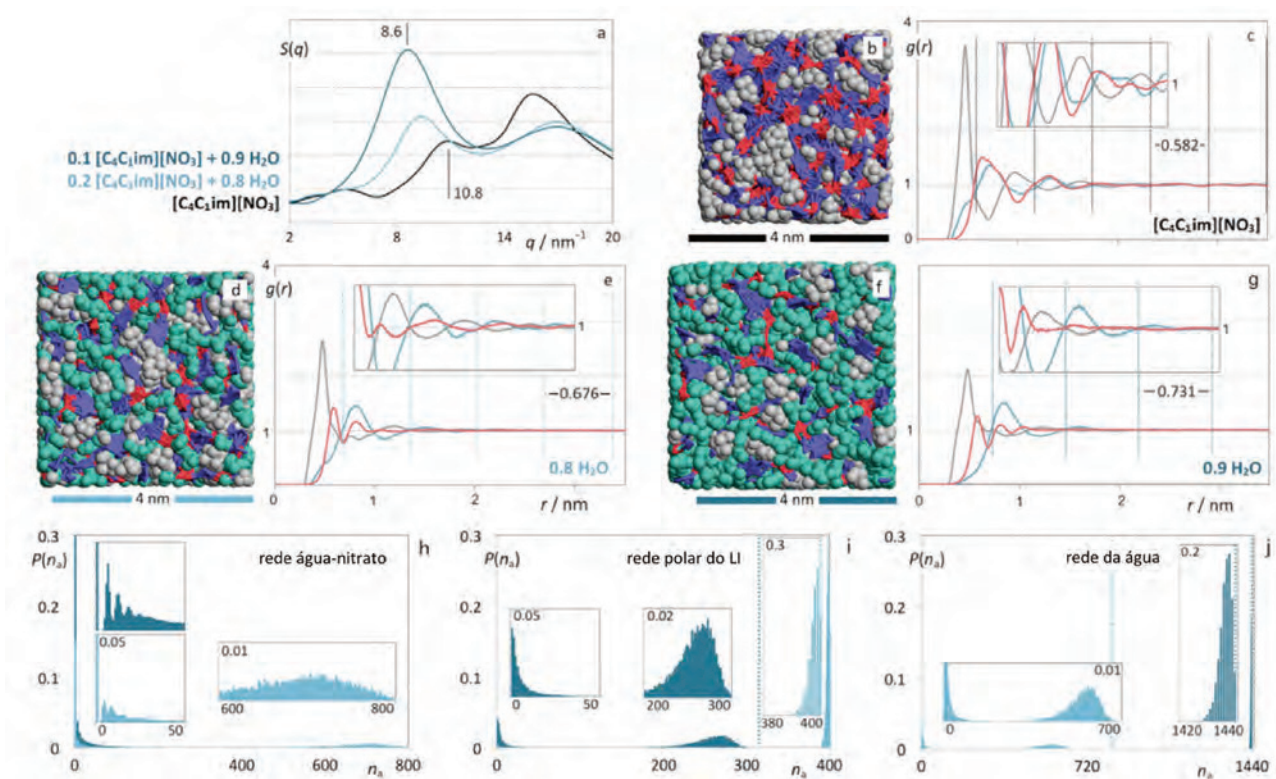 S(q)
a
8.6
10.8
0.1 [C₄C₁im][NO₃] + 0.9 H₂O
0.2 [C₄C₁im][NO₃] + 0.8 H₂O
[C₄C₁im][NO₃]
2 8 q / nm⁻¹ 15 20
b
4 nm
4
g(r)
c
1
-0.582-
1
0
[C₄C₁im][NO₃]
d
4 nm
4
g(r)
e
1
–0.676–
1
0.8 H₂O
1 r / nm 2
f
4 nm
g(r)
g
1
–0.731–
1
0.9 H₂O
0 1 r / nm 2
0.3
P(nₐ)
rede água-nitrato
h
0.2
0.1
0
0.05
0 50
0.01
600 800
0 400 nₐ 800
0.3
P(nₐ)
rede polar do LI
i
0.2
0.1
0
0.05
0 50
0.02
200 300
0.3
380 400
0 200 300 nₐ 400
0.3
P(nₐ)
rede da água
j
0.2
0.1
0
0.01
0 700
0.2
1420 1440
0 720 nₐ 1440